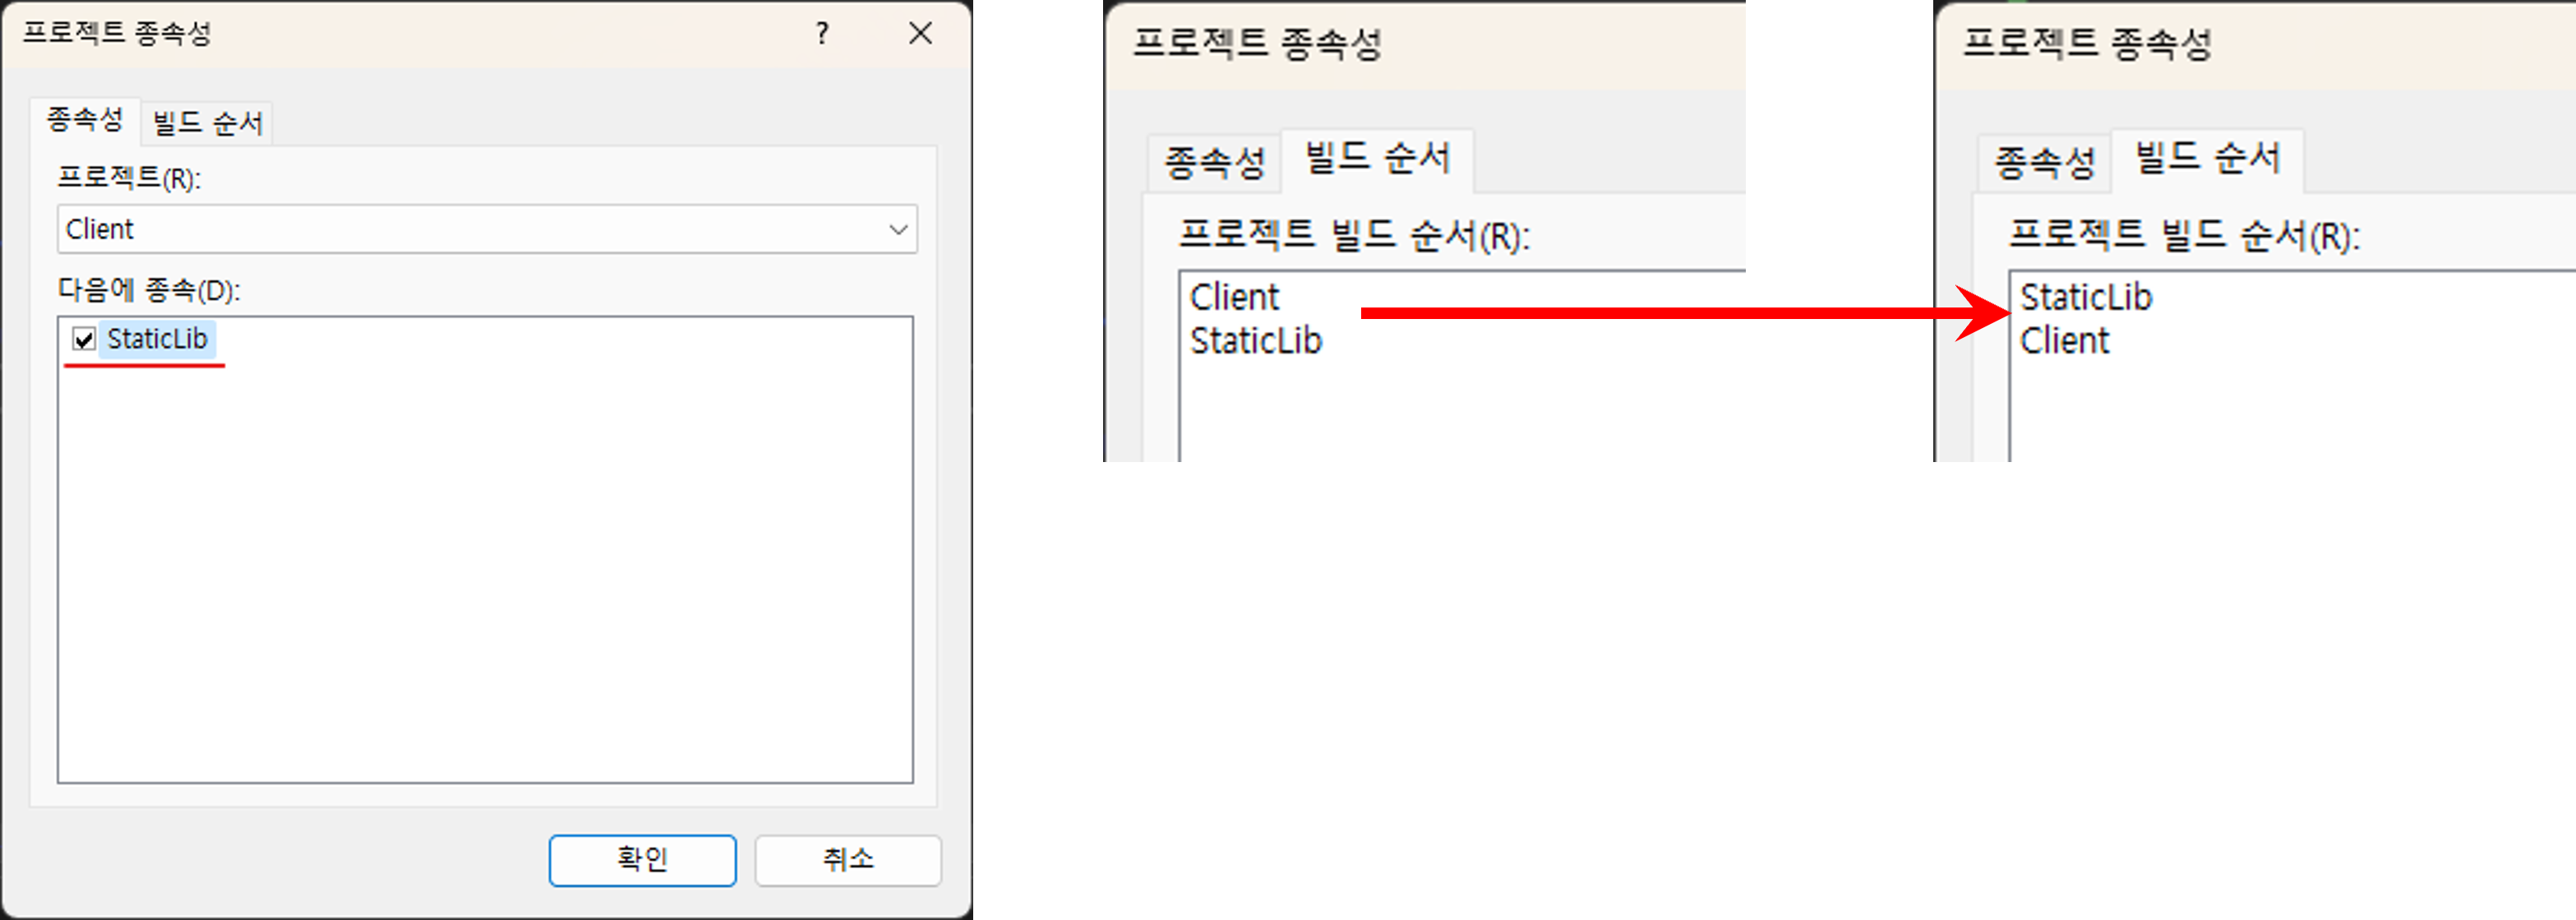 프로젝트 종속성 ?
종속성 빌드 순서
프로젝트(R):
Client
다음에 종속(D):
StaticLib
확인 취소
프로젝트 종속성
종속성 빌드 순서
프로젝트 빌드 순서(R):
Client
StaticLib
프로젝트 종속성
종속성 빌드 순서
프로젝트 빌드 순서(R):
StaticLib
Client